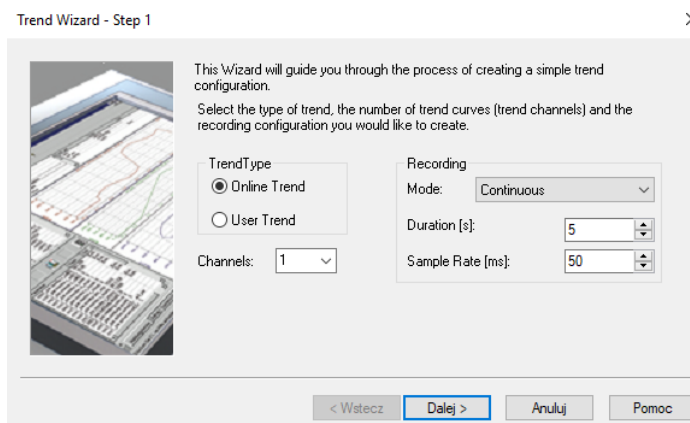 Trend Wizard - Step 1
This Wizard will guide you through the process of creating a simple trend
configuration.
Select the type of trend, the number of trend curves (trend channels) and the
recording configuration you would like to create.
TrendType
Online Trend
User Trend
Channels: 1
Recording
Mode: Continuous
Duration [s]: 5
Sample Rate [ms]: 50
< Wstecz Dalej > Anuluj Pomoc